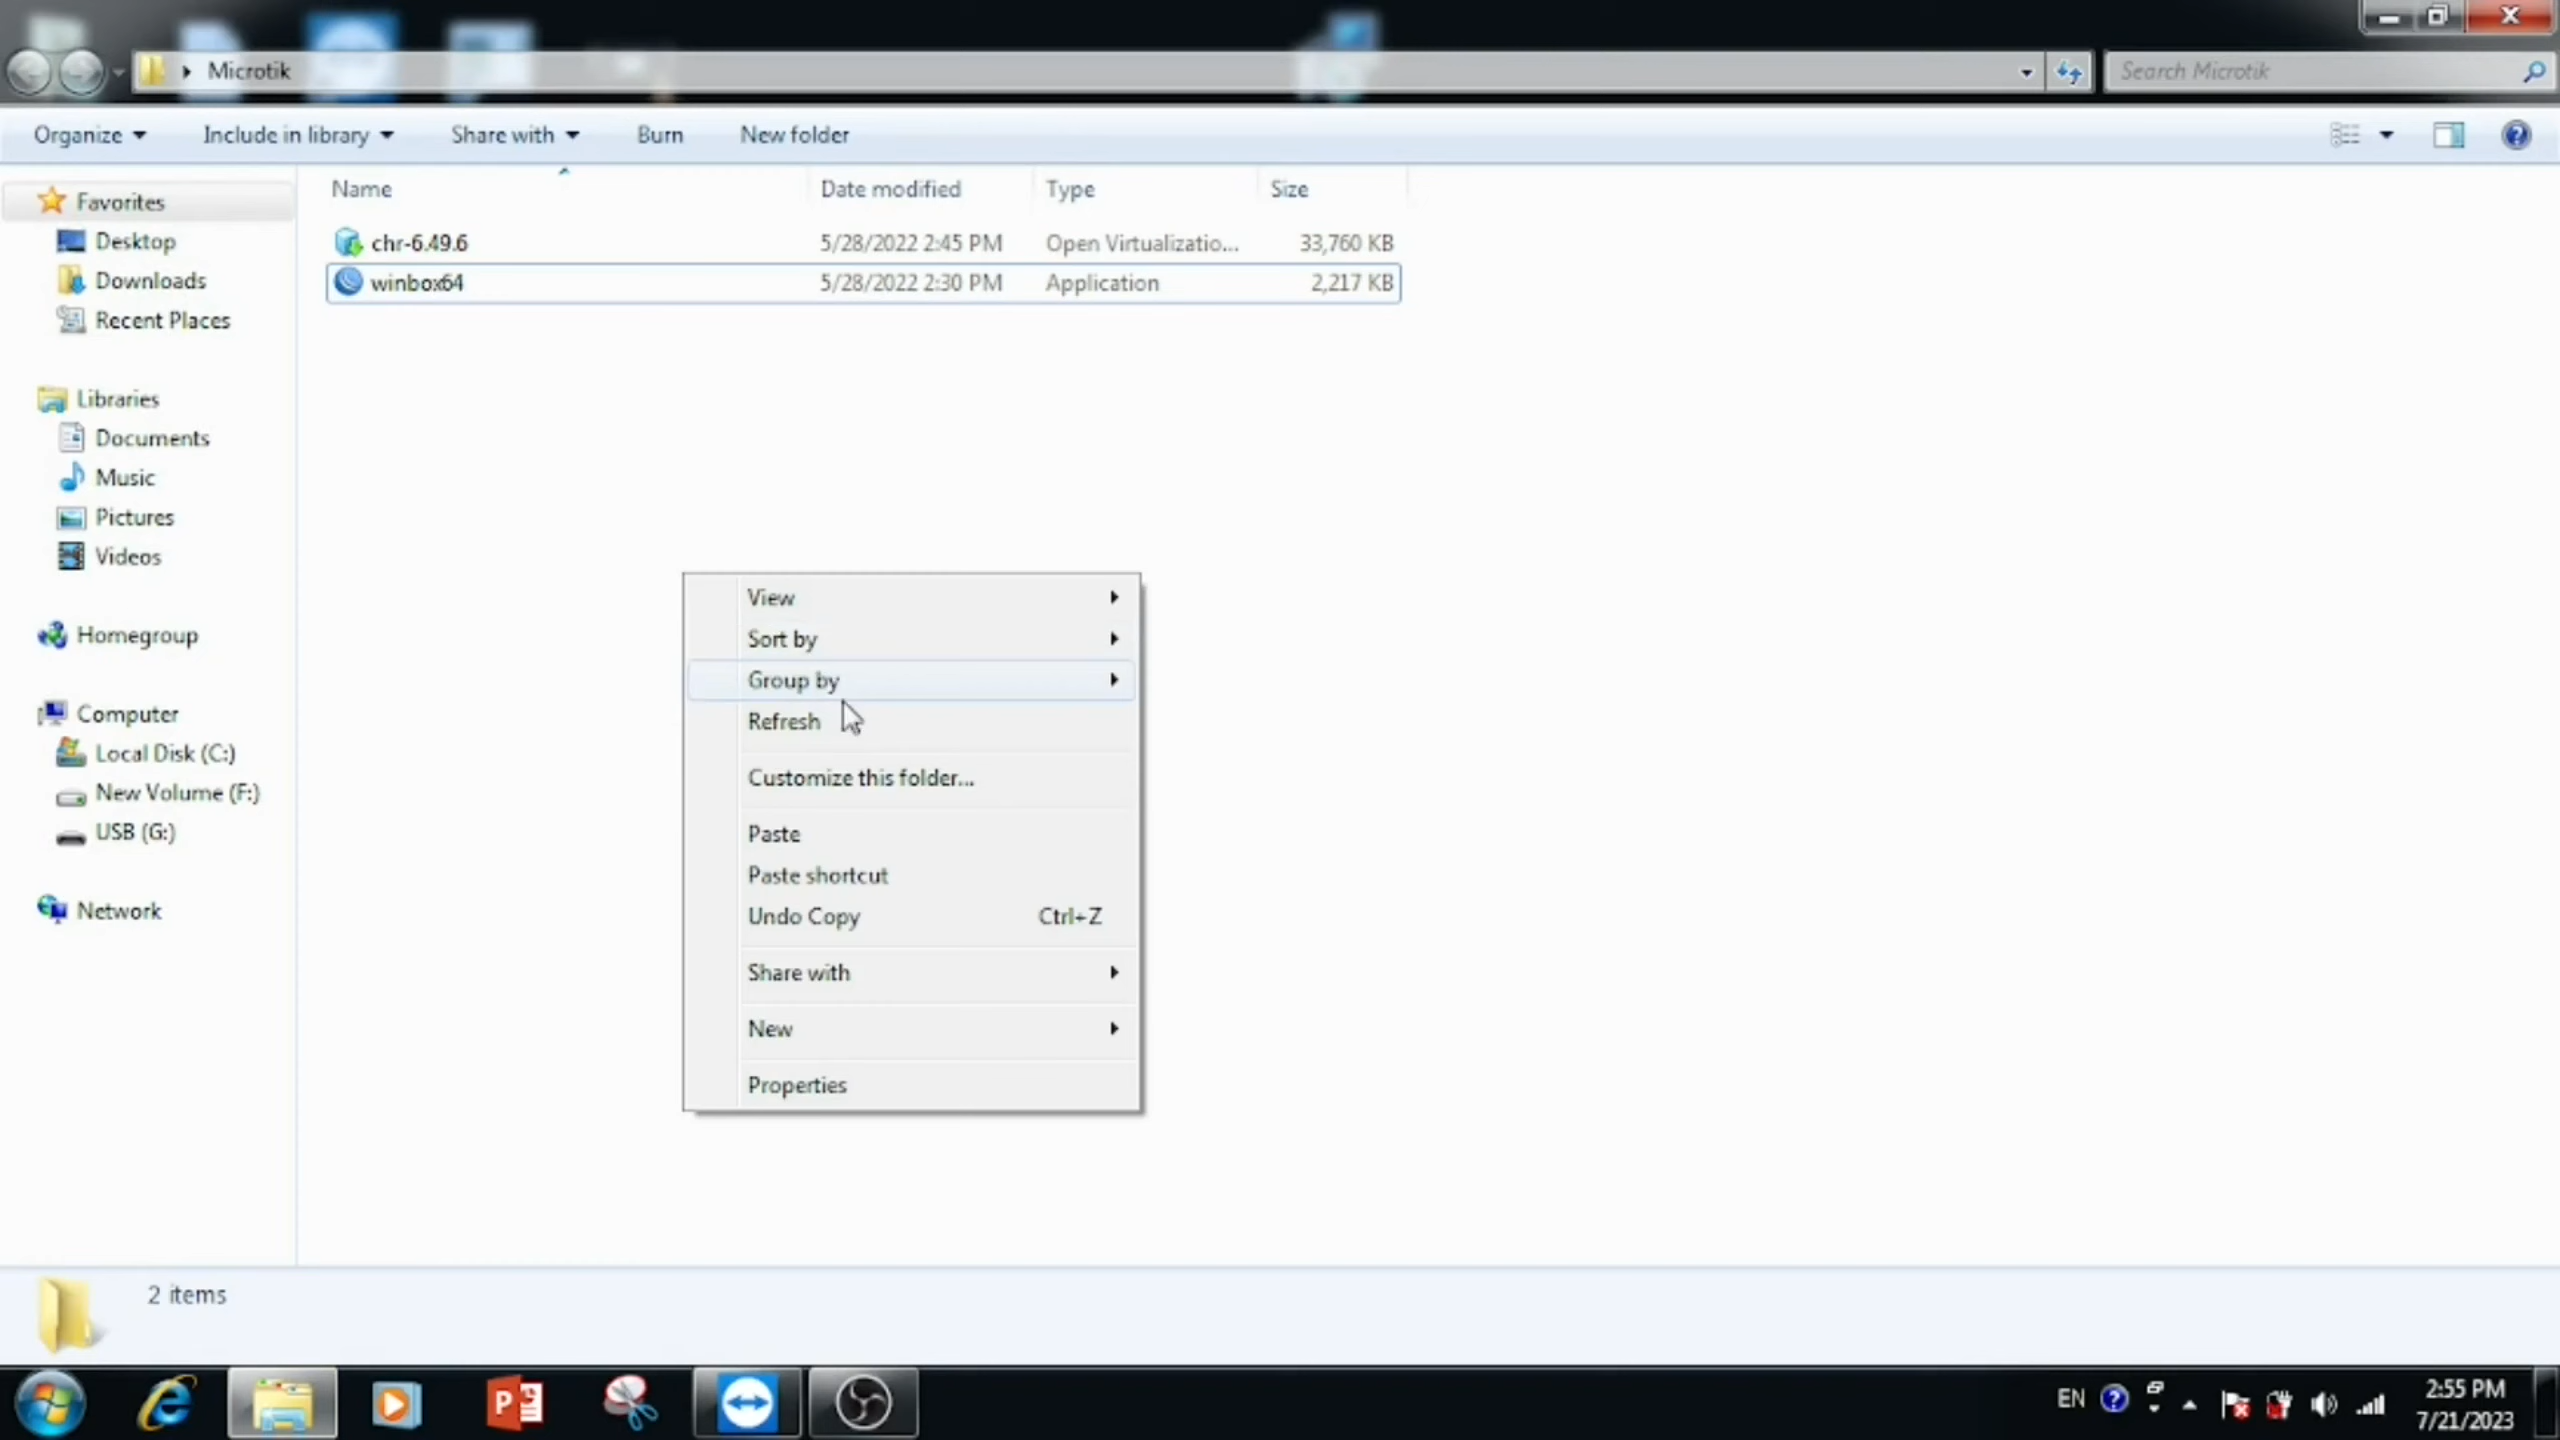 Microtik
Search Microtik
Organize
Include in library
Share with
Burn
New folder
Favorites
Desktop
Downloads
Recent Places
Libraries
Documents
Music
Pictures
Videos
Homegroup
Computer
Local Disk (C:)
New Volume (F:)
USB (G:)
Network
Name Date modified Type Size
chr-6.49.6 5/28/2022 2:45 PM Open Virtualizatio... 33,760 KB
winbox64 5/28/2022 2:30 PM Application 2,217 KB
View
Sort by
Group by
Refresh
Customize this folder...
Paste
Paste shortcut
Undo Copy Ctrl+Z
Share with
New
Properties
2 items
EN
2:55 PM
7/21/2023